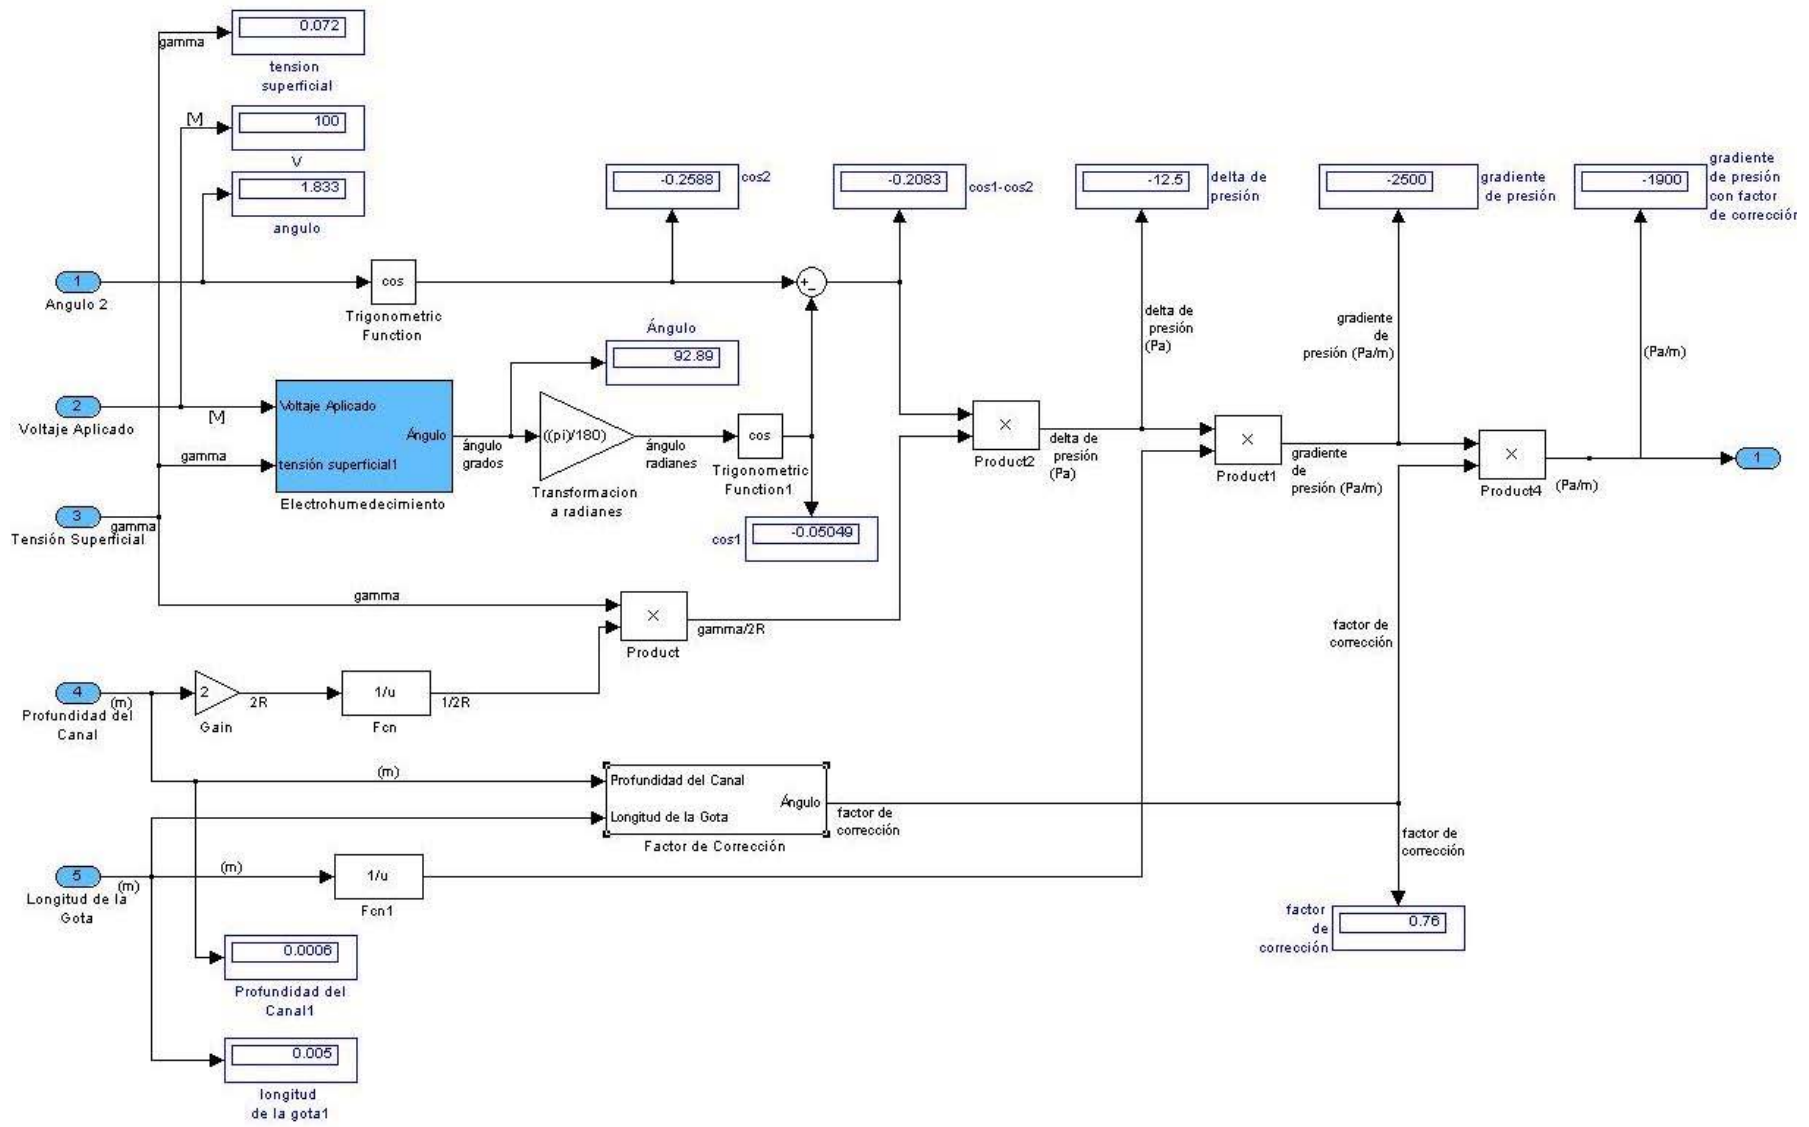 0.072
gamma
tension
superficial
[V]
100
V
1.833
angulo
-0.2588
cos2
-0.2083
cos1-cos2
-12.5
delta de
presión
-2500
gradiente
de presión
-1900
gradiente
de presión
con factor
de corrección
1
Angulo 2
cos
Trigonometric
Function
+
-
Ángulo
92.89
delta de
presión
(Pa)
gradiente
de
presión (Pa/m)
(Pa/m)
2
Voltaje Aplicado
[V]
gamma
Voltaje Aplicado
tensión superficial1
Ángulo
Electrohumedecimiento
ángulo
grados
((pi)/180)
Transformacion
a radianes
ángulo
radianes
cos
Trigonometric
Function1
cos1
-0.05049
×
Product2
delta de
presión
(Pa)
×
Product1
gradiente
de
presión (Pa/m)
×
Product4
(Pa/m)
1
3
gamma
Tensión Superficial
gamma
×
Product
gamma/2R
factor de
corrección
4
(m)
Profundidad del
Canal
2
Gain
2R
1/u
Fcn
1/2R
(m)
Profundidad del Canal
Longitud de la Gota
Ángulo
Factor de Corrección
factor de
corrección
factor de
corrección
5
(m)
Longitud de la
Gota
(m)
1/u
Fcn1
factor
de
corrección
0.76
0.0006
Profundidad del
Canal1
0.005
longitud
de la gota1